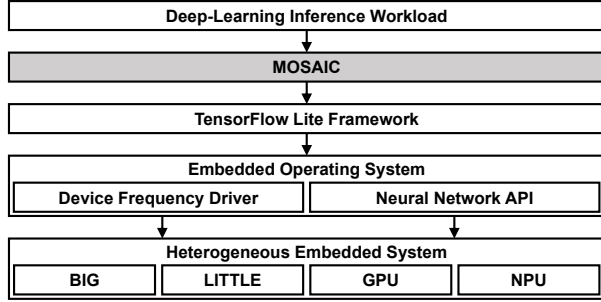 Deep-Learning Inference Workload
MOSAIC
TensorFlow Lite Framework
Embedded Operating System
Device Frequency Driver
Neural Network API
Heterogeneous Embedded System
BIG
LITTLE
GPU
NPU